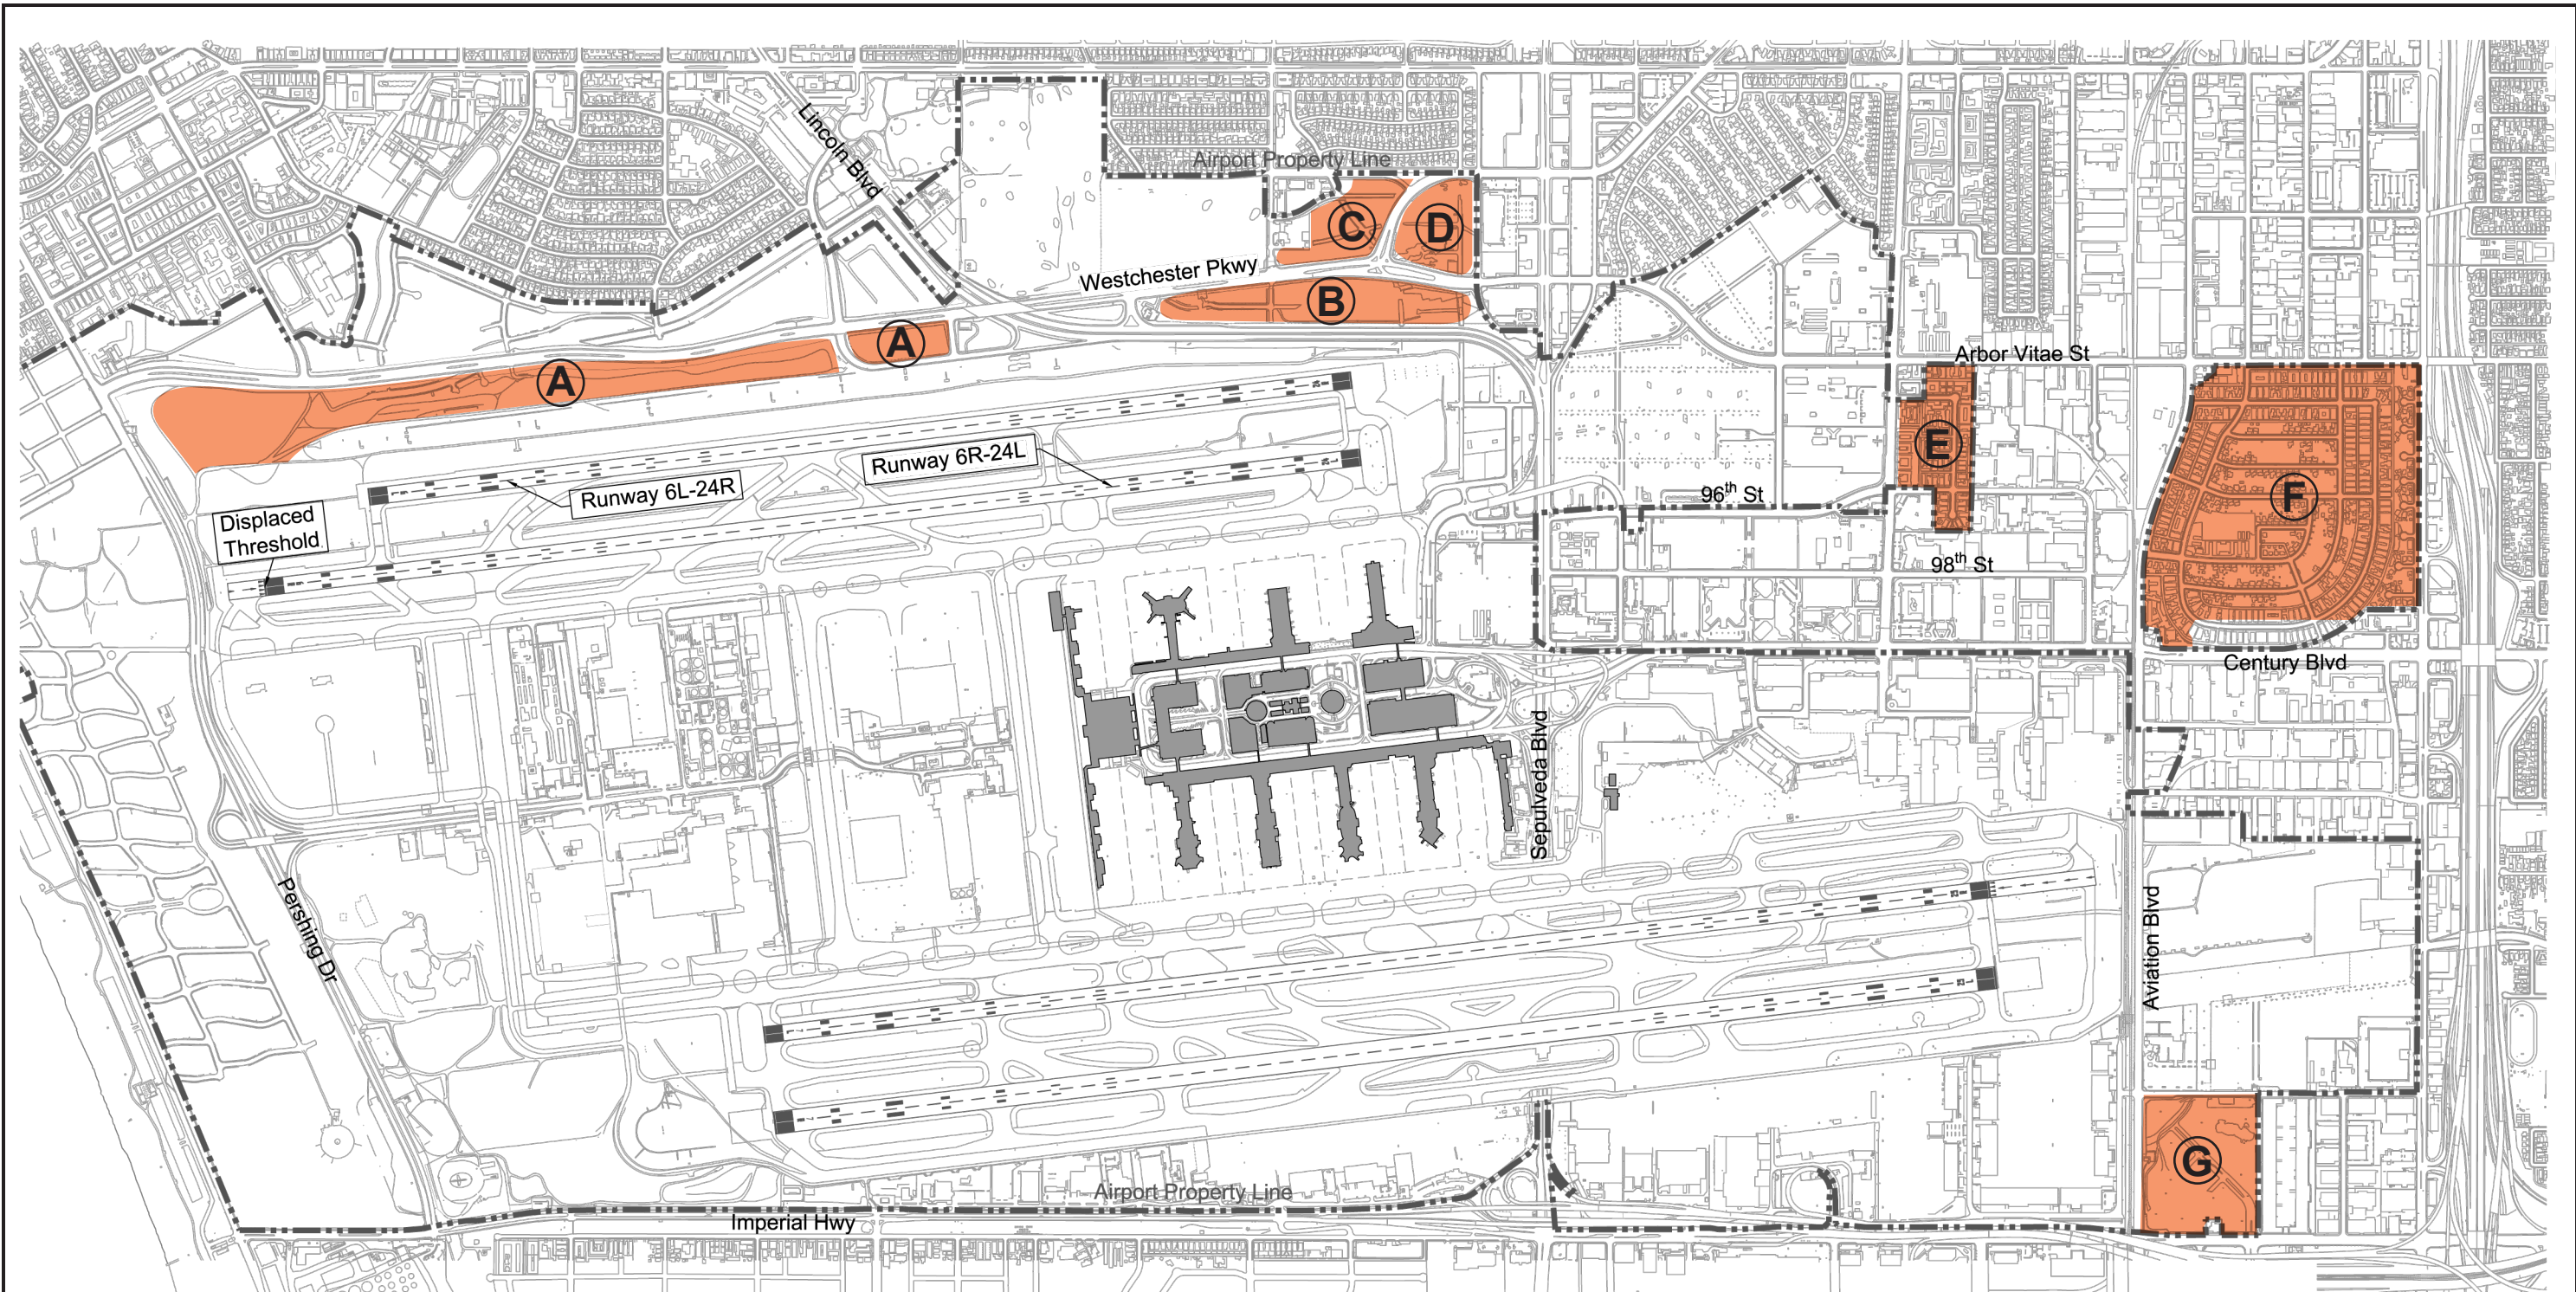 Lincoln Blvd
Airport Property Line
C
D
Westchester Pkwy
B
A
A
Arbor Vitae St
E
F
Runway 6R-24L
Runway 6L-24R
96th St
Displaced
Threshold
98th St
Century Blvd
Sepulveda Blvd
Pershing Dr
Aviation Blvd
G
Airport Property Line
Imperial Hwy